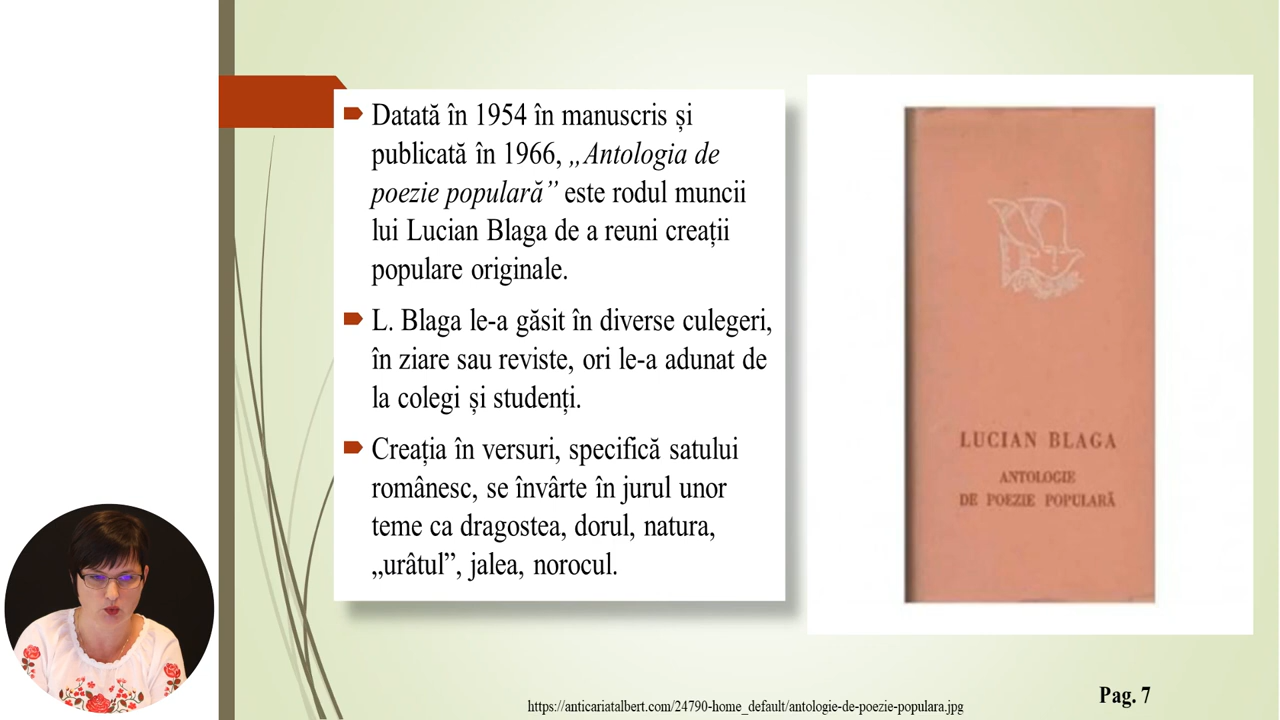 Datată în 1954 în manuscris și
publicată în 1966, „Antologia de
poezie populară” este rodul muncii
lui Lucian Blaga de a reuni creații
populare originale.
L. Blaga le-a găsit în diverse culegeri,
în ziare sau reviste, ori le-a adunat de
la colegi și studenți.
Creația în versuri, specifică satului
românesc, se învârte în jurul unor
teme ca dragostea, dorul, natura,
„urâtul”, jalea, norocul.
LUCIAN BLAGA
ANTOLOGIE
DE POEZIE POPULARĂ
Pag. 7
https://anticariatalbert.com/24790-home_default/antologie-de-poezie-populara.jpg